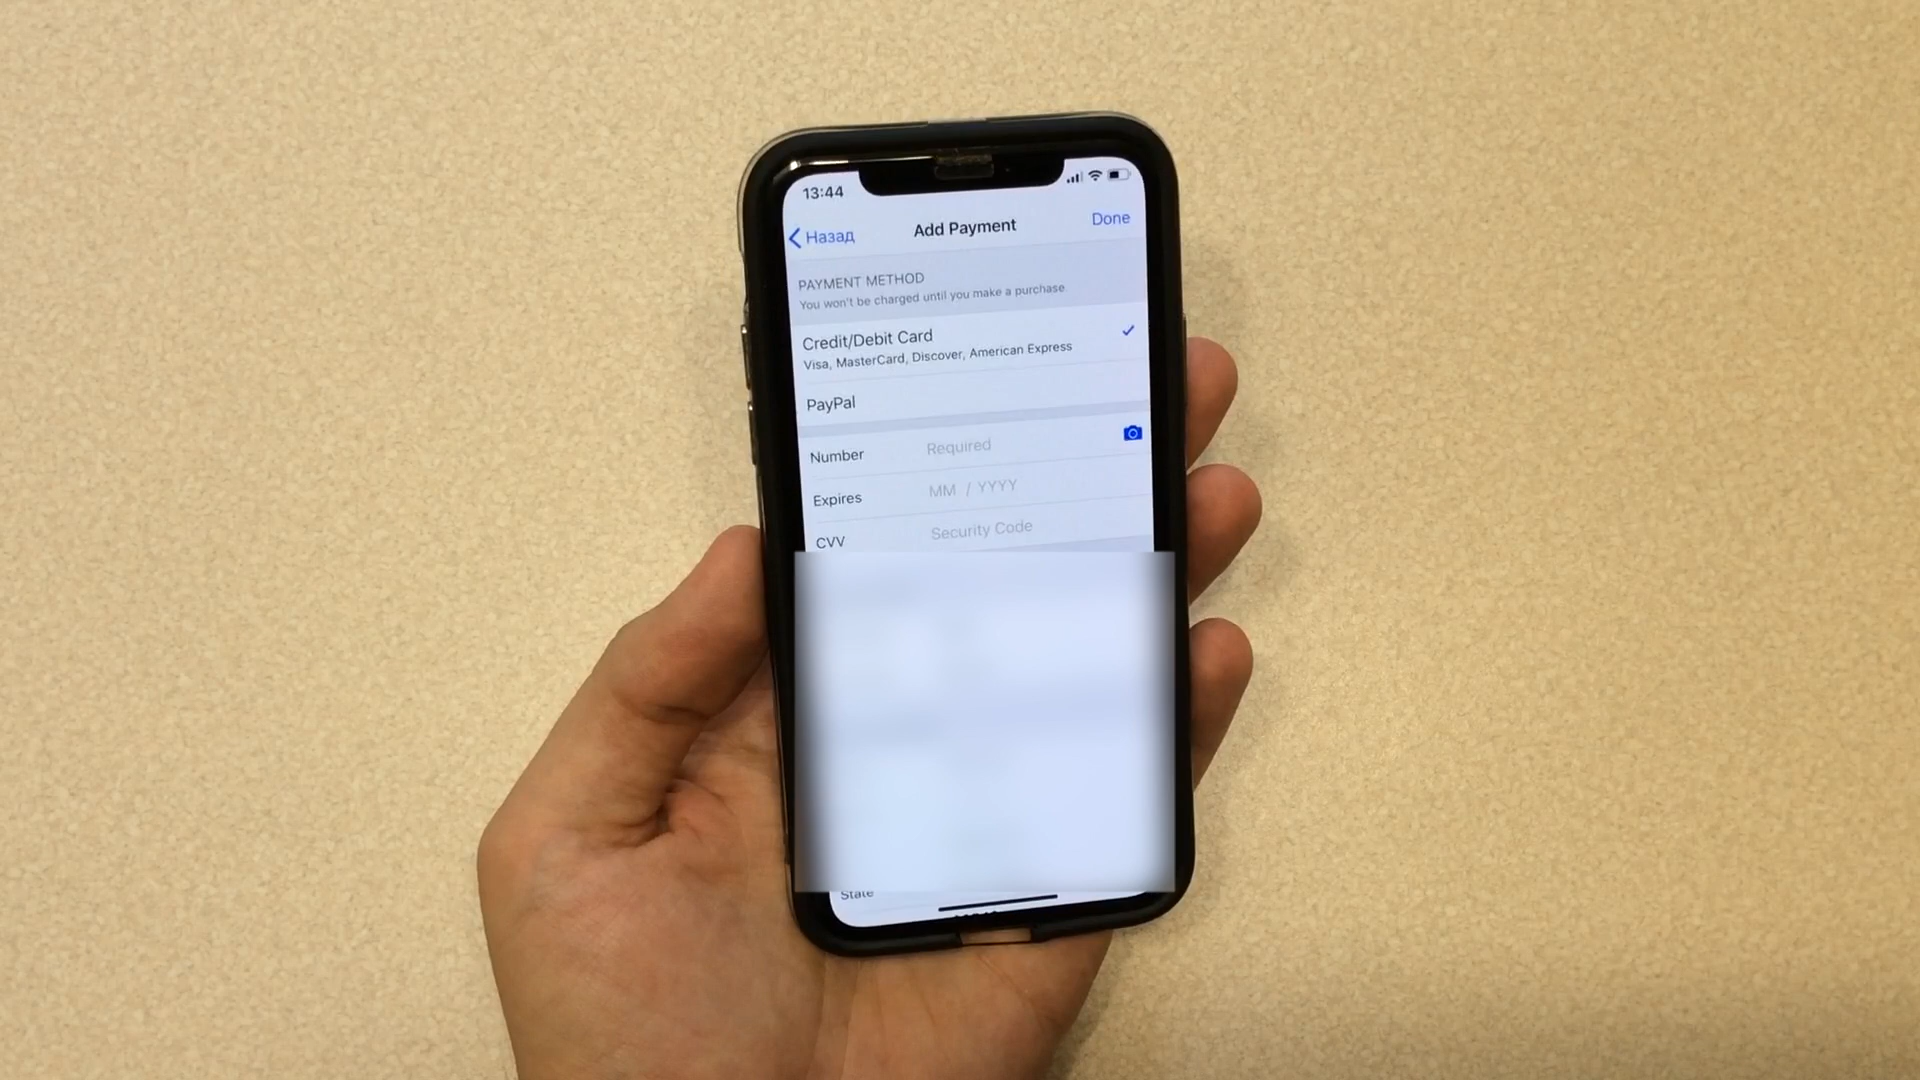 13:44
Назад Add Payment Done
PAYMENT METHOD
You won't be charged until you make a purchase
Credit/Debit Card
Visa, MasterCard, Discover, American Express
PayPal
Number Required
Expires MM / YYYY
CVV Security Code
State